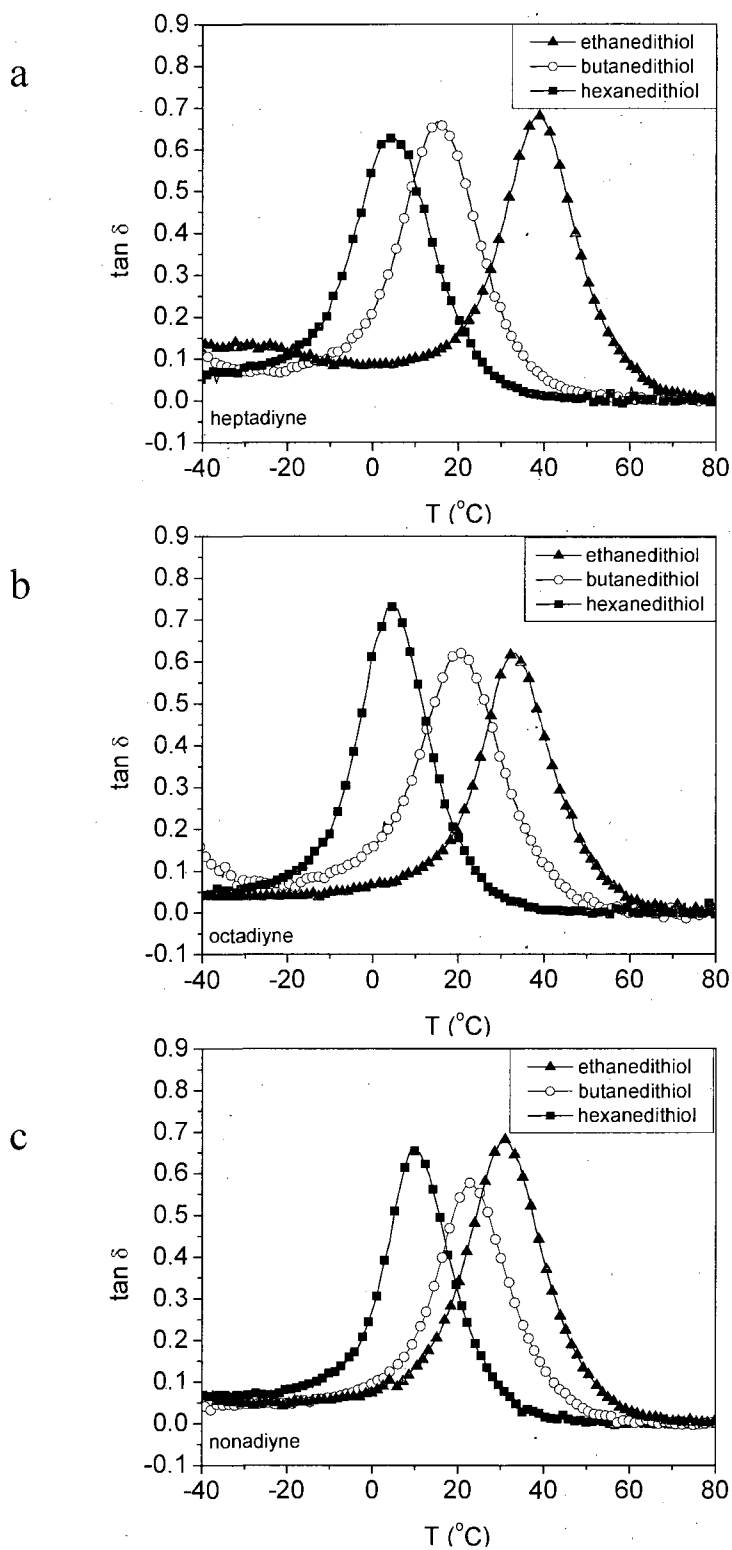 a
0.9
0.8
0.7
0.6
0.5
0.4
0.3
0.2
0.1
0.0
-0.1
tan δ
ethanedithiol
butanedithiol
hexanedithiol
heptadiyne
-40 -20 0 20 40 60 80
T (°C)
b
0.9
0.8
0.7
0.6
0.5
0.4
0.3
0.2
0.1
0.0
-0.1
tan δ
ethanedithiol
butanedithiol
hexanedithiol
octadiyne
-40 -20 0 20 40 60 80
T (°C)
c
0.9
0.8
0.7
0.6
0.5
0.4
0.3
0.2
0.1
0.0
-0.1
tan δ
ethanedithiol
butanedithiol
hexanedithiol
nonadiyne
-40 -20 0 20 40 60 80
T (°C)